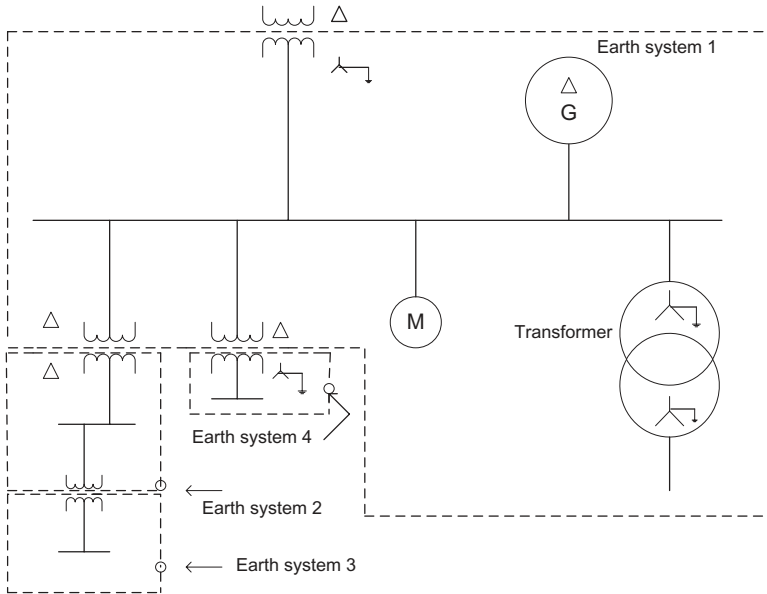 Earth system 1
G
M
Transformer
Earth system 4
Earth system 2
Earth system 3